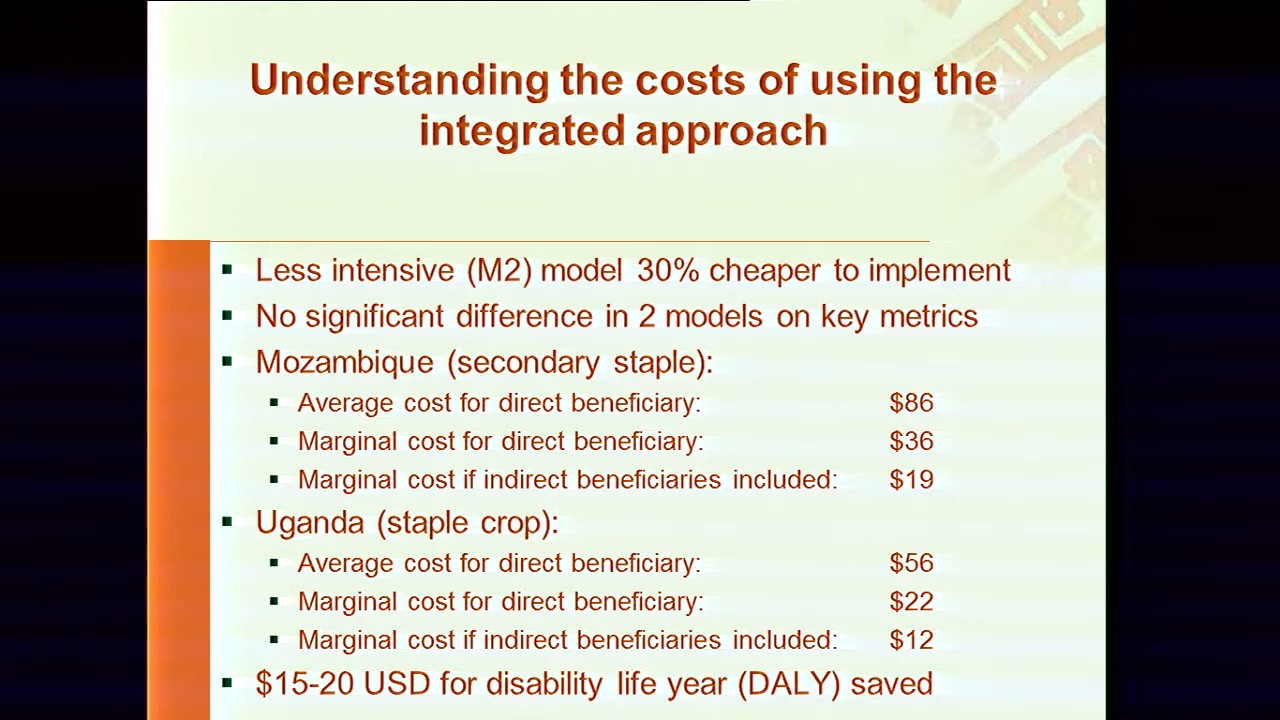 Understanding the costs of using the
integrated approach
▪ Less intensive (M2) model 30% cheaper to implement
▪ No significant difference in 2 models on key metrics
▪ Mozambique (secondary staple):
▪ Average cost for direct beneficiary: $86
▪ Marginal cost for direct beneficiary: $36
▪ Marginal cost if indirect beneficiaries included: $19
▪ Uganda (staple crop):
▪ Average cost for direct beneficiary: $56
▪ Marginal cost for direct beneficiary: $22
▪ Marginal cost if indirect beneficiaries included: $12
▪ $15-20 USD for disability life year (DALY) saved